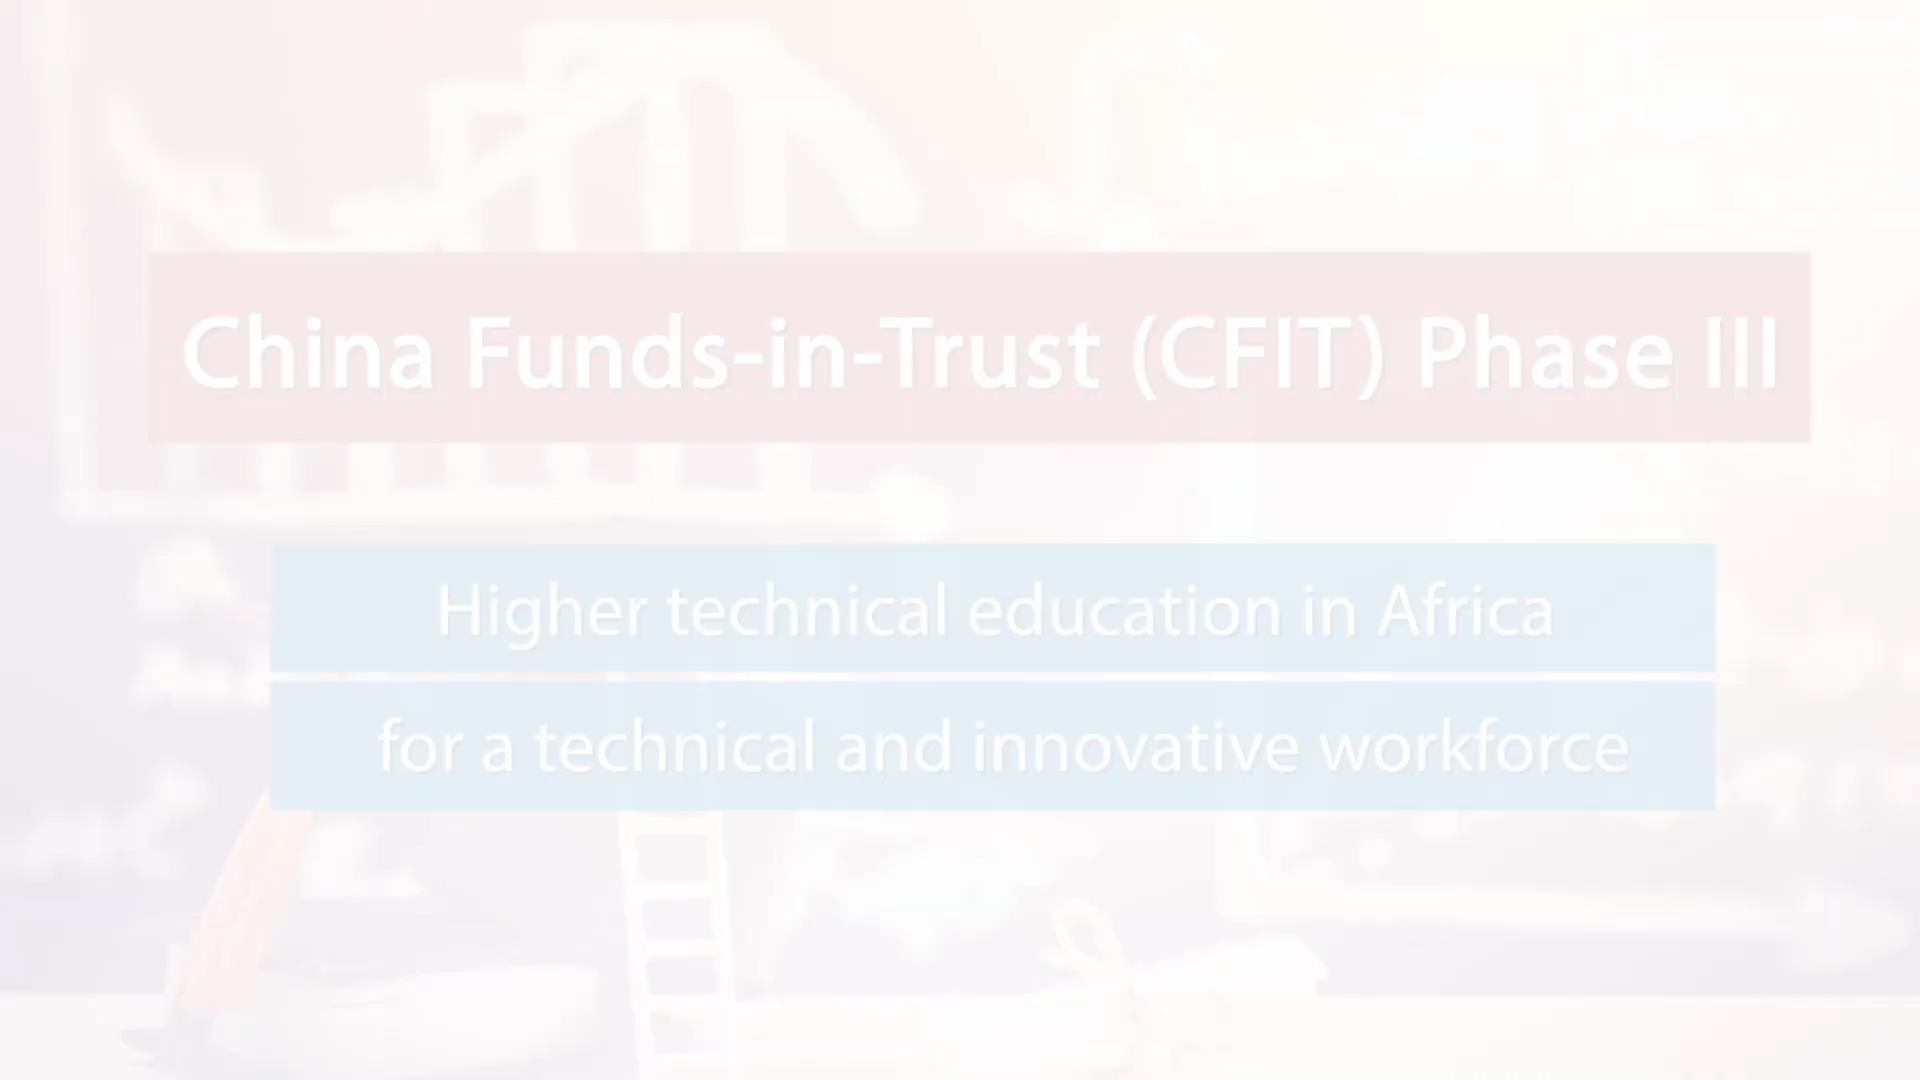 China Funds-in-Trust (CFIT) Phase III
Higher technical education in Africa
for a technical and innovative workforce